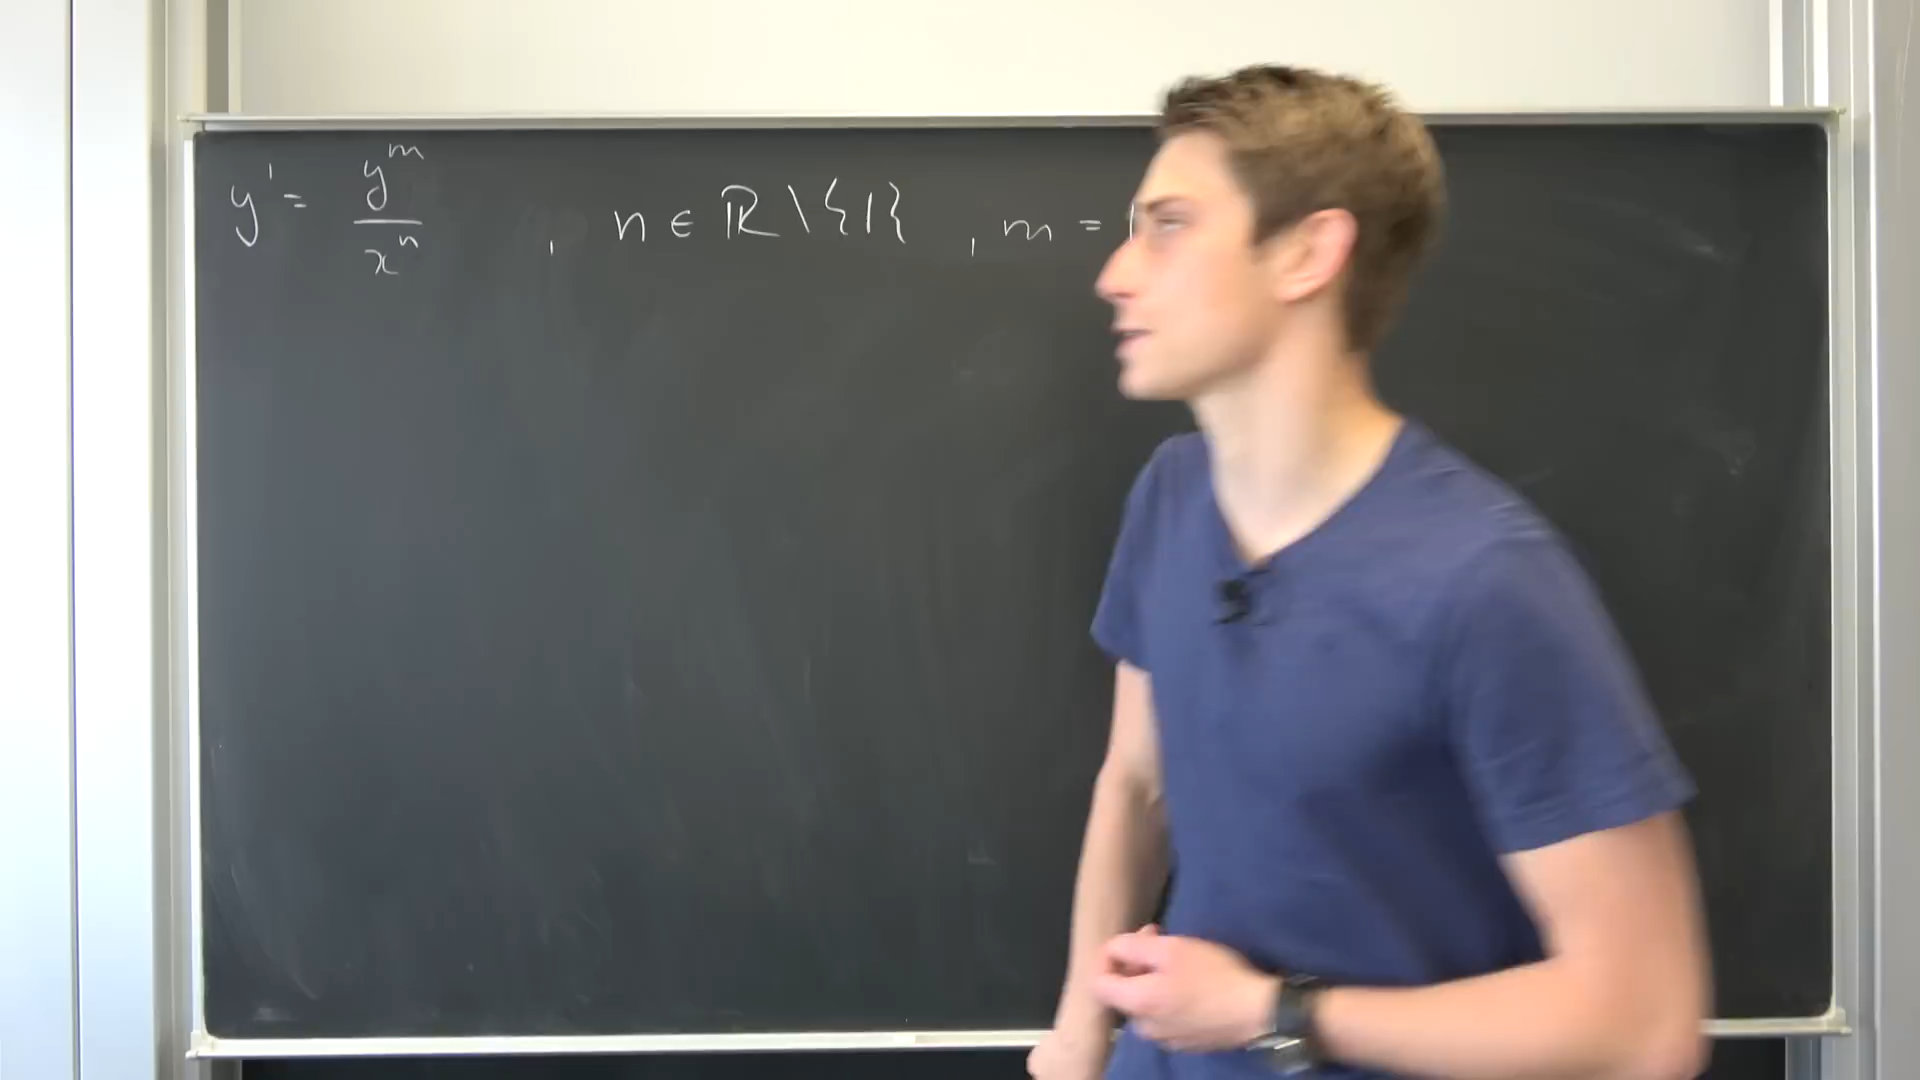 y' = y^m / x^n , n ∈ ℝ \ {1} , m =